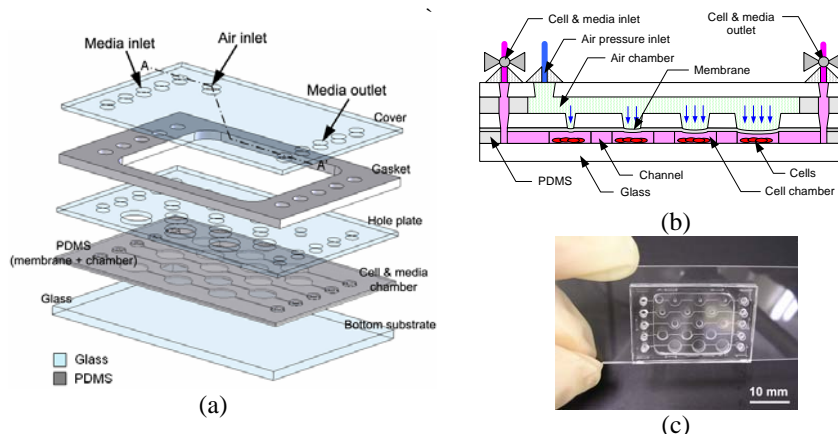 Media inlet
A
Air inlet
Media outlet
Cover
A'
Gasket
Hole plate
PDMS
(membrane + chamber)
Cell & media
chamber
Glass
Bottom substrate
Glass
PDMS
(a)
Cell & media inlet
Air pressure inlet
Air chamber
Membrane
Cell & media
outlet
PDMS
Glass
Channel
Cells
Cell chamber
(b)
10 mm
(c)